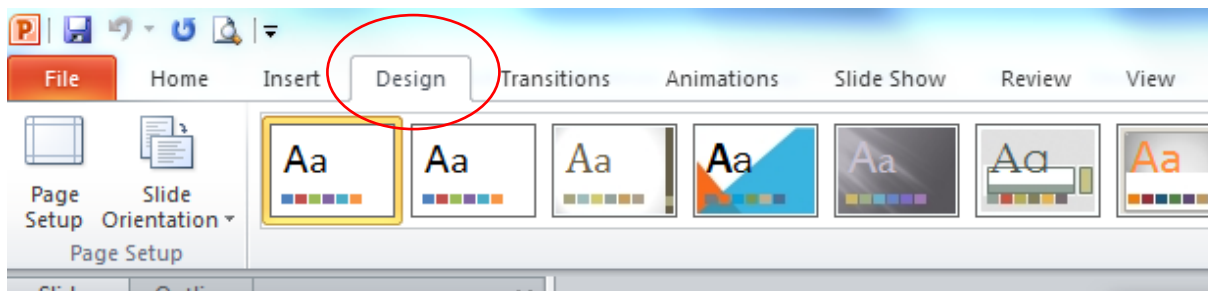 File Home Insert Design Transitions Animations Slide Show Review View
Aa Aa Aa Aa Aa Aa Aa
Page Setup
Slide Orientation
Page Setup